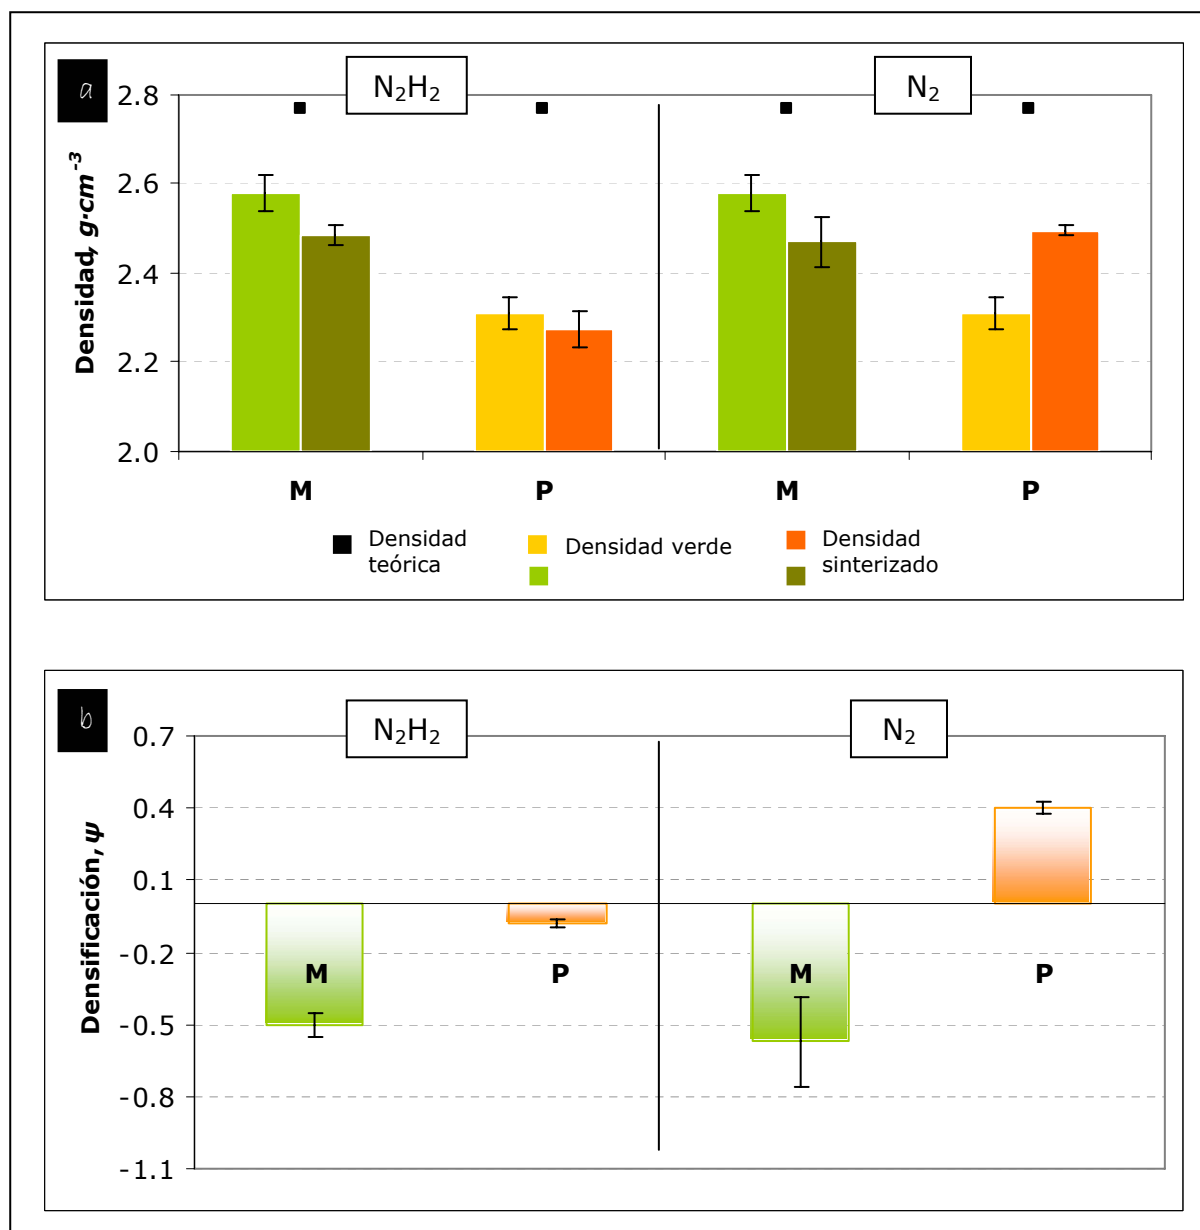 a
N₂H₂
N₂
Densidad, g·cm⁻³
2.8
2.6
2.4
2.2
2.0
M
P
M
P
Densidad teórica
Densidad verde
Densidad sinterizado
b
N₂H₂
N₂
Densificación, ψ
0.7
0.4
0.1
-0.2
-0.5
-0.8
-1.1
M
P
M
P